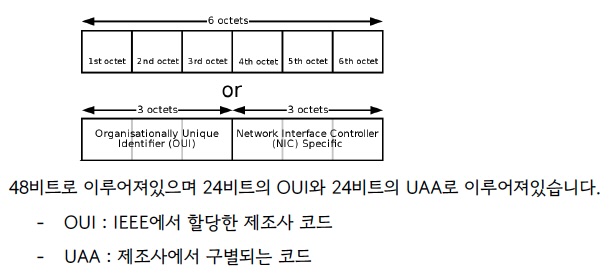 6 octets
1st octet 2nd octet 3rd octet 4th octet 5th octet 6th octet
or
3 octets 3 octets
Organisationally Unique Network Interface Controller
Identifier (OUI) (NIC) Specific
48비트로 이루어져있으며 24비트의 OUI와 24비트의 UAA로 이루어져있습니다.
- OUI : IEEE에서 할당한 제조사 코드
- UAA : 제조사에서 구별되는 코드